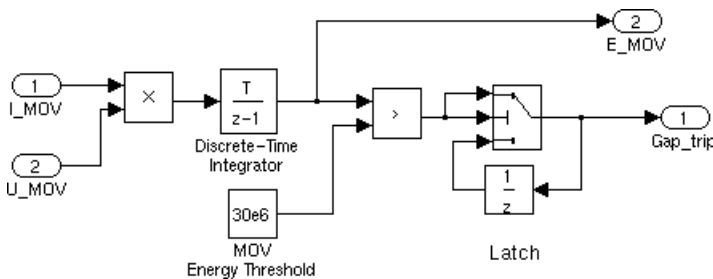 2
E_MOV
1
I_MOV
×
T
z−1
Discrete−Time
Integrator
>
1
Gap_trip
2
U_MOV
1
z
30e6
MOV
Energy Threshold
Latch